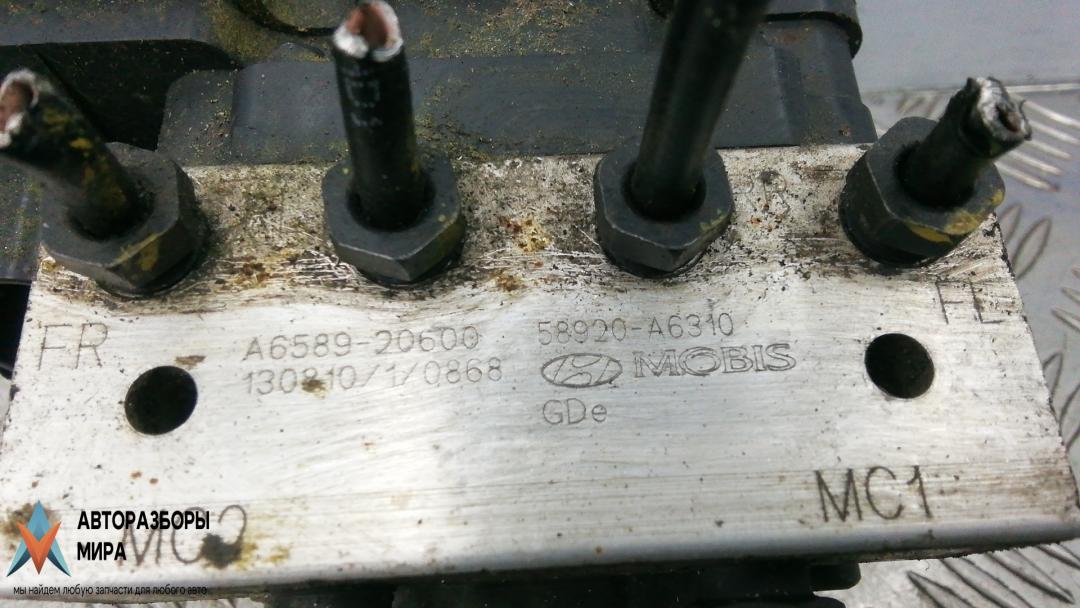 FR
FL
A6589-20600
58920-A6310
130810/1/0868
MOBIS
GDe
MC1
MC2
АВТОРАЗБОРЫ
МИРА
мы найдем любую запчасти для любого авто